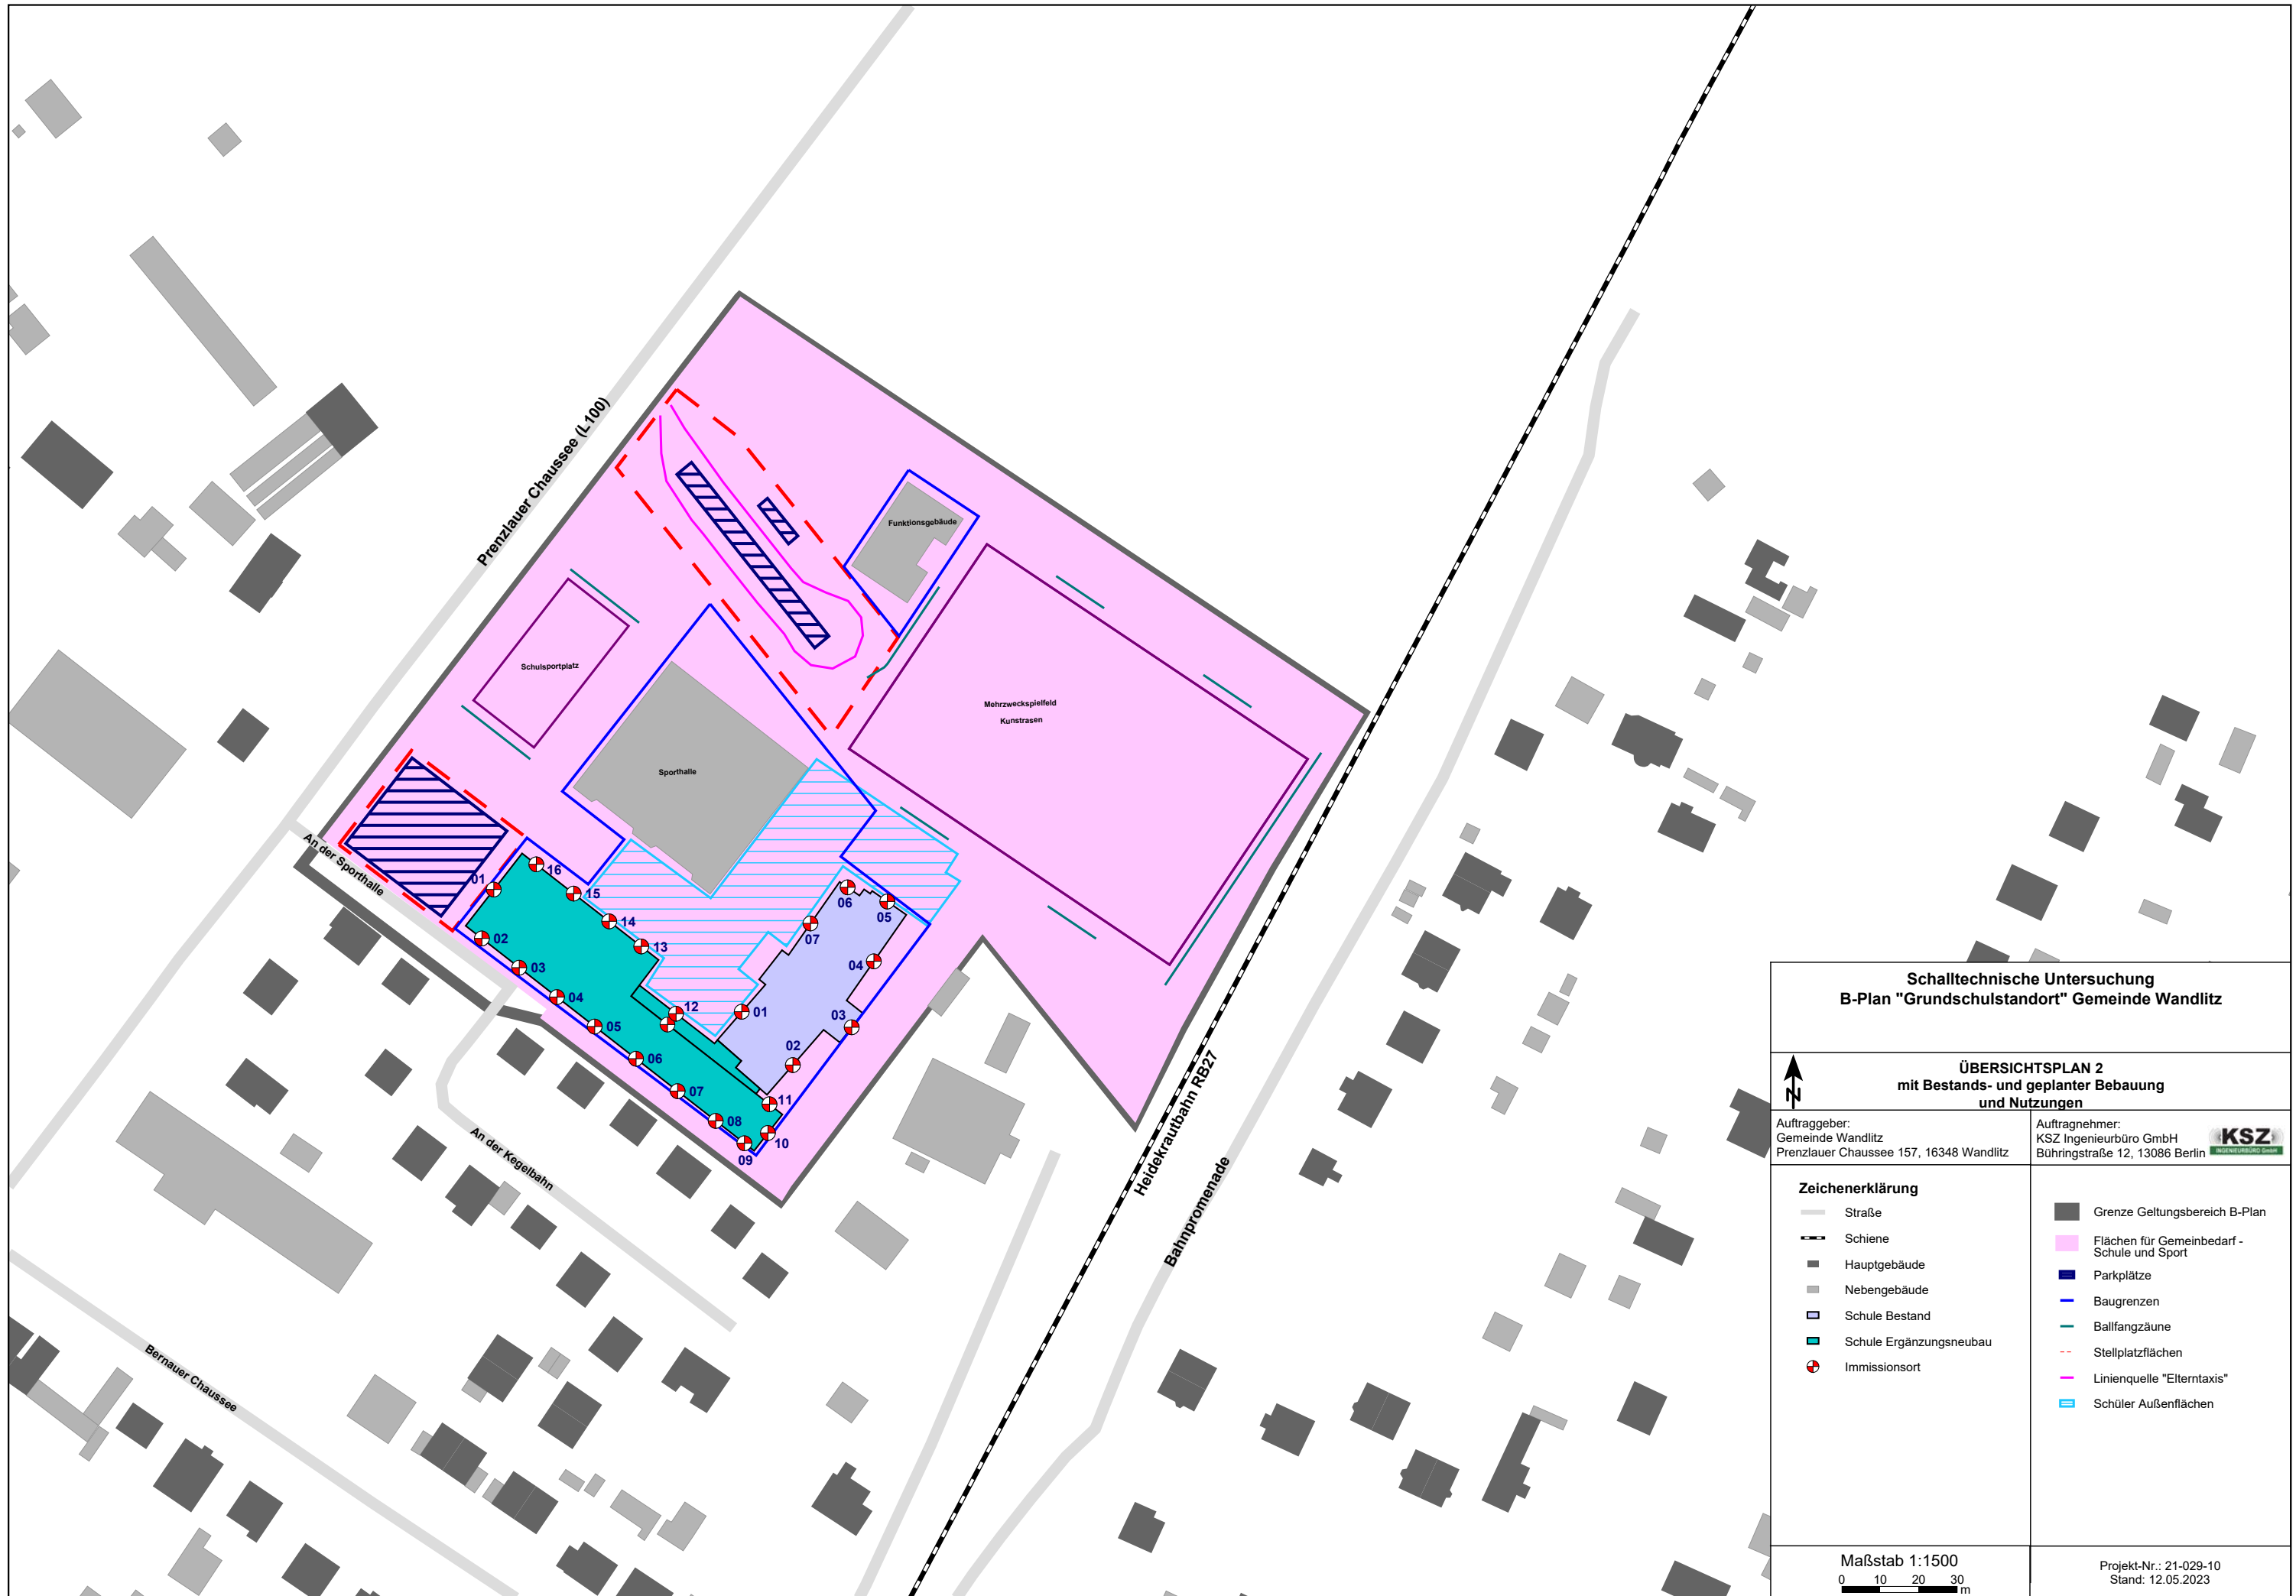 Prenzlauer Chaussee (L100)
Funktionsgebäude
Schulsportplatz
Mehrzweckspielfeld
Kunstrasen
Sporthalle
An der Sporthalle
01
16
15
14
13
02
03
04
05
06
07
08
09
10
11
12
06
05
07
04
01
03
02
An der Kegelbahn
Heidekrautbahn RB27
Bahnpromenade
Bernauer Chaussee
Schalltechnische Untersuchung
B-Plan "Grundschulstandort" Gemeinde Wandlitz
N
ÜBERSICHTSPLAN 2
mit Bestands- und geplanter Bebauung
und Nutzungen
Auftraggeber:
Gemeinde Wandlitz
Prenzlauer Chaussee 157, 16348 Wandlitz
Auftragnehmer:
KSZ Ingenieurbüro GmbH
Bühringstraße 12, 13086 Berlin
KSZ
INGENIEURBÜRO GmbH
Zeichenerklärung
Straße
Schiene
Hauptgebäude
Nebengebäude
Schule Bestand
Schule Ergänzungsneubau
Immissionsort
Grenze Geltungsbereich B-Plan
Flächen für Gemeinbedarf -
Schule und Sport
Parkplätze
Baugrenzen
Ballfangzäune
Stellplatzflächen
Linienquelle "Elterntaxis"
Schüler Außenflächen
Maßstab 1:1500
0 10 20 30
m
Projekt-Nr.: 21-029-10
Stand: 12.05.2023